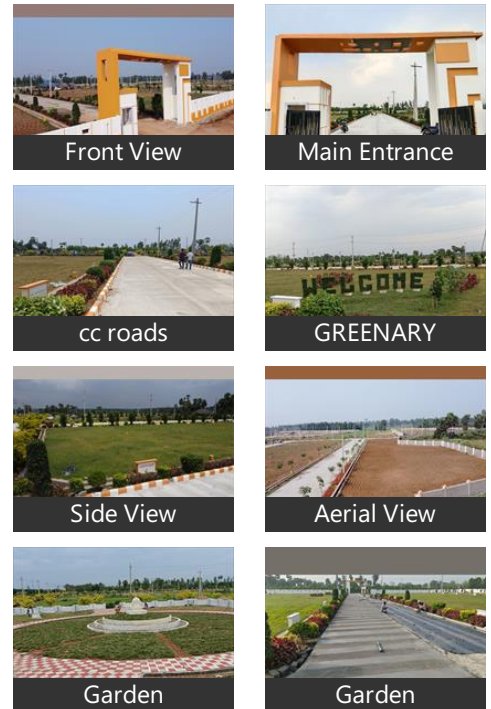 Front View
Main Entrance
cc roads
WELCOME
GREENARY
Side View
Aerial View
Garden
Garden